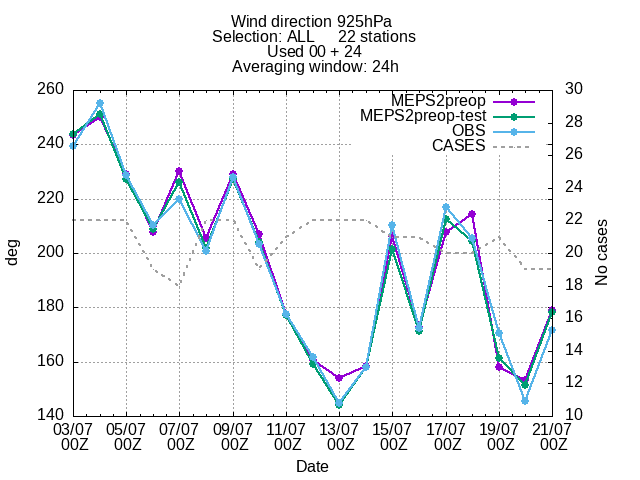 Wind direction 925hPa
Selection: ALL 22 stations
Used 00 + 24
Averaging window: 24h
MEPS2preop
MEPS2preop-test
OBS
CASES
260
240
220
200
180
160
140
30
28
26
24
22
20
18
16
14
12
10
deg
No cases
03/07 05/07 07/07 09/07 11/07 13/07 15/07 17/07 19/07 21/07
00Z 00Z 00Z 00Z 00Z 00Z 00Z 00Z 00Z 00Z
Date